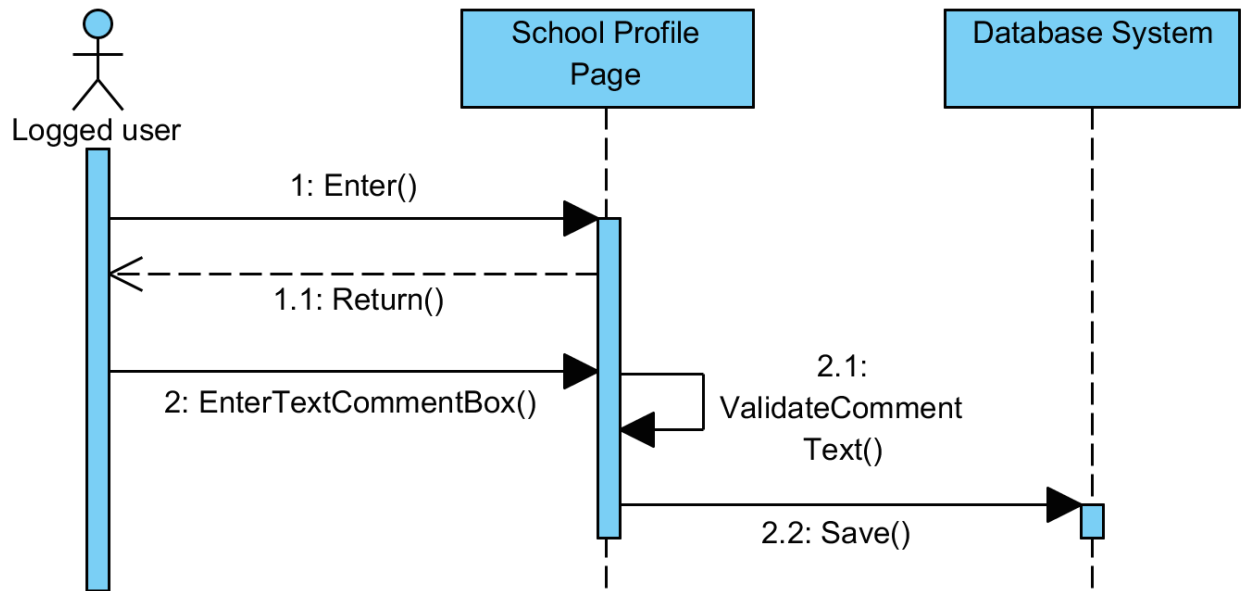 School Profile
Page
Database System
Logged user
1: Enter()
1.1: Return()
2: EnterTextCommentBox()
2.1:
ValidateComment
Text()
2.2: Save()